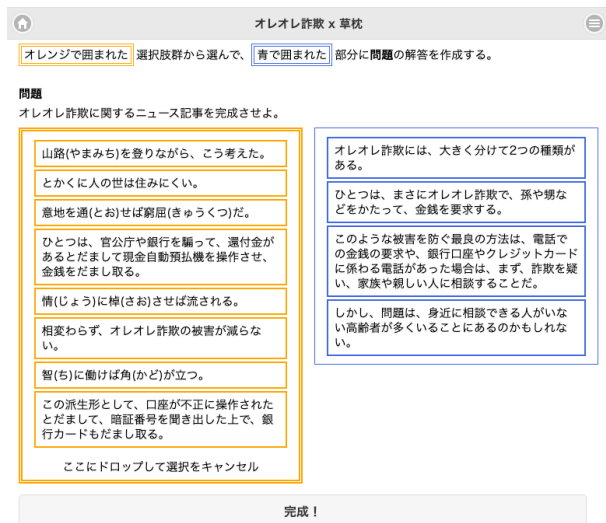 オレオレ詐欺 x 草枕
オレンジで囲まれた 選択肢群から選んで、 青で囲まれた 部分に問題の解答を作成する。
問題
オレオレ詐欺に関するニュース記事を完成させよ。
山路(やまみち)を登りながら、こう考えた。
とかくに人の世は住みにくい。
意地を通(とお)せば窮屈(きゅうくつ)だ。
ひとつは、官公庁や銀行を騙って、還付金が
あるとだまして現金自動預払機を操作させ、
金銭をだまし取る。
情(じょう)に棹(さお)させば流される。
相変わらず、オレオレ詐欺の被害が減らな
い。
智(ち)に働けば角(かど)が立つ。
この派生形として、口座が不正に操作された
とだまして、暗証番号を聞き出した上で、銀
行カードもだまし取る。
ここにドロップして選択をキャンセル
オレオレ詐欺には、大きく分けて2つの種類が
ある。
ひとつは、まさにオレオレ詐欺で、孫や甥な
どをかたって、金銭を要求する。
このような被害を防ぐ最良の方法は、電話で
の金銭の要求や、銀行口座やクレジットカード
に係わる電話があった場合は、まず、詐欺を疑
い、家族や親しい人に相談することだ。
しかし、問題は、身近に相談できる人がいな
い高齢者が多くいることにあるのかもしれな
い。
完成！